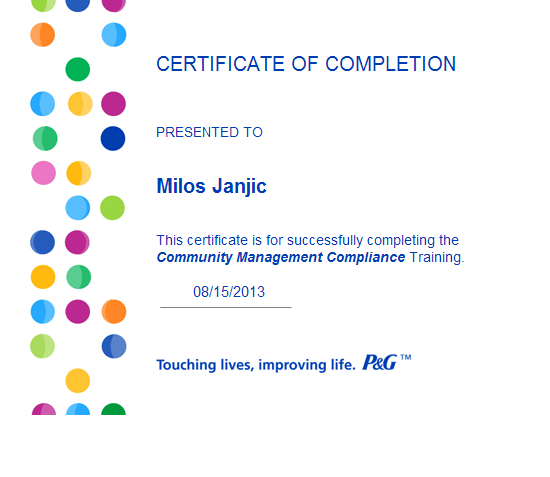 CERTIFICATE OF COMPLETION
PRESENTED TO
Milos Janjic
This certificate is for successfully completing the
Community Management Compliance Training.
08/15/2013
Touching lives, improving life. P&G ™